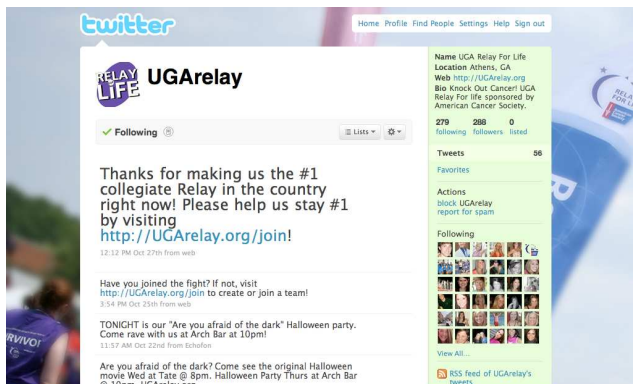 twitter
Home Profile Find People Settings Help Sign out
RELAY
LIFE
UGArelay
Following
Lists
Thanks for making us the #1
collegiate Relay in the country
right now! Please help us stay #1
by visiting
http://UGArelay.org/join!
12:12 PM Oct 27th from web
Have you joined the fight? If not, visit
http://UGArelay.org/join to create or join a team!
3:54 PM Oct 25th from web
TONIGHT is our "Are you afraid of the dark" Halloween party.
Come rave with us at Arch Bar at 10pm!
11:57 AM Oct 22nd from Echofon
Are you afraid of the dark? Come see the original Halloween
movie Wed at Tate @ 8pm. Halloween Party Thurs at Arch Bar
@ 10pm. UGArelay.org
Name UGA Relay For Life
Location Athens, GA
Web http://UGArelay.org
Bio Knock Out Cancer! UGA
Relay For life sponsored by
American Cancer Society.
279 288 0
following followers listed
Tweets 56
Favorites
Actions
block UGArelay
report for spam
Following
View All...
RSS feed of UGArelay's
tweets